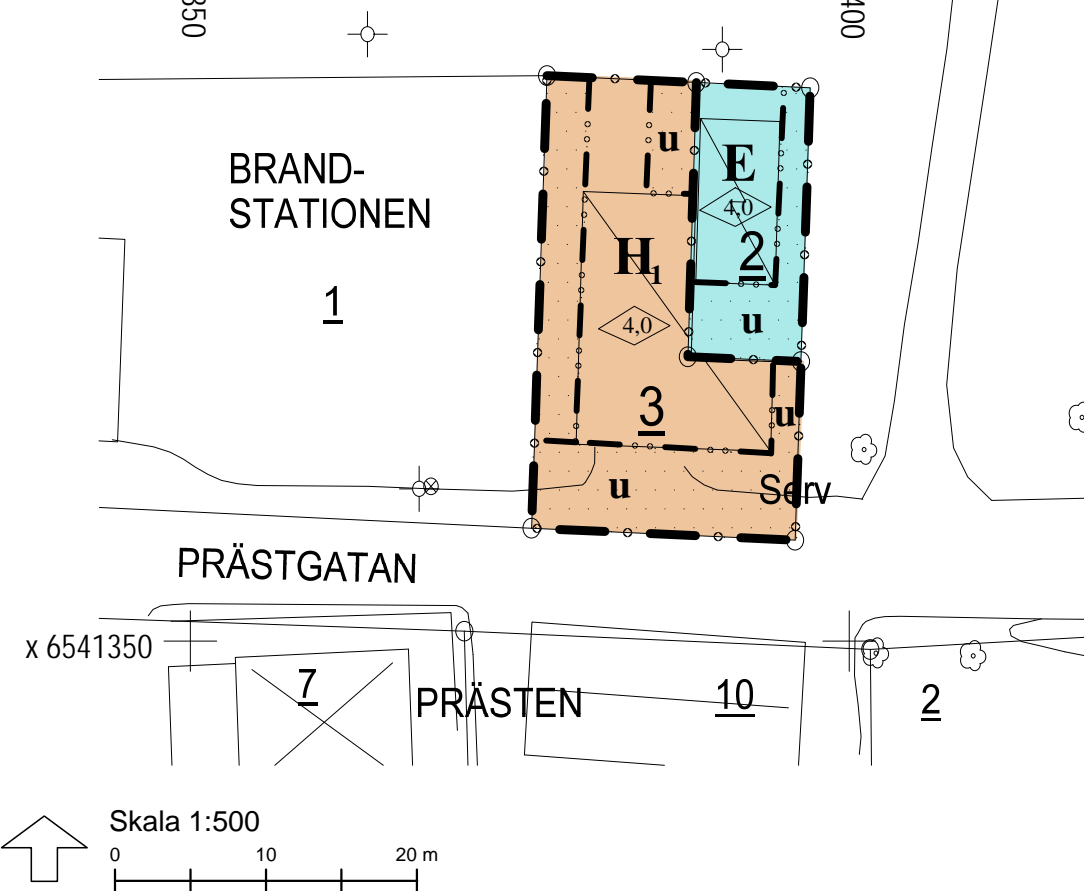 350
400
BRAND-
STATIONEN
1
u
E
4,0
2
H1
4,0
u
3
u
u
Serv
PRÄSTGATAN
x 6541350
7
PRÄSTEN
10
2
Skala 1:500
0 10 20 m